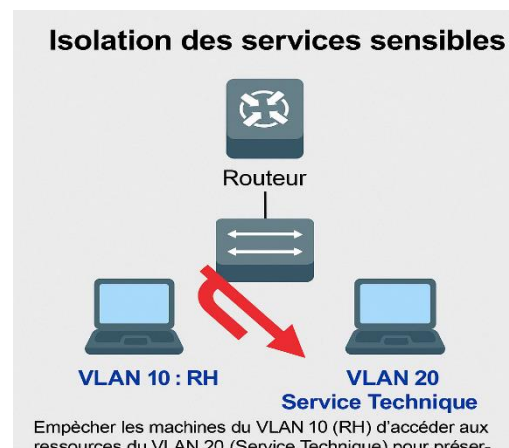 Isolation des services sensibles
Routeur
VLAN 10 : RH
VLAN 20
Service Technique
Empècher les machines du VLAN 10 (RH) d'accéder aux
ressources du VLAN 20 (Service Technique) pour préser-